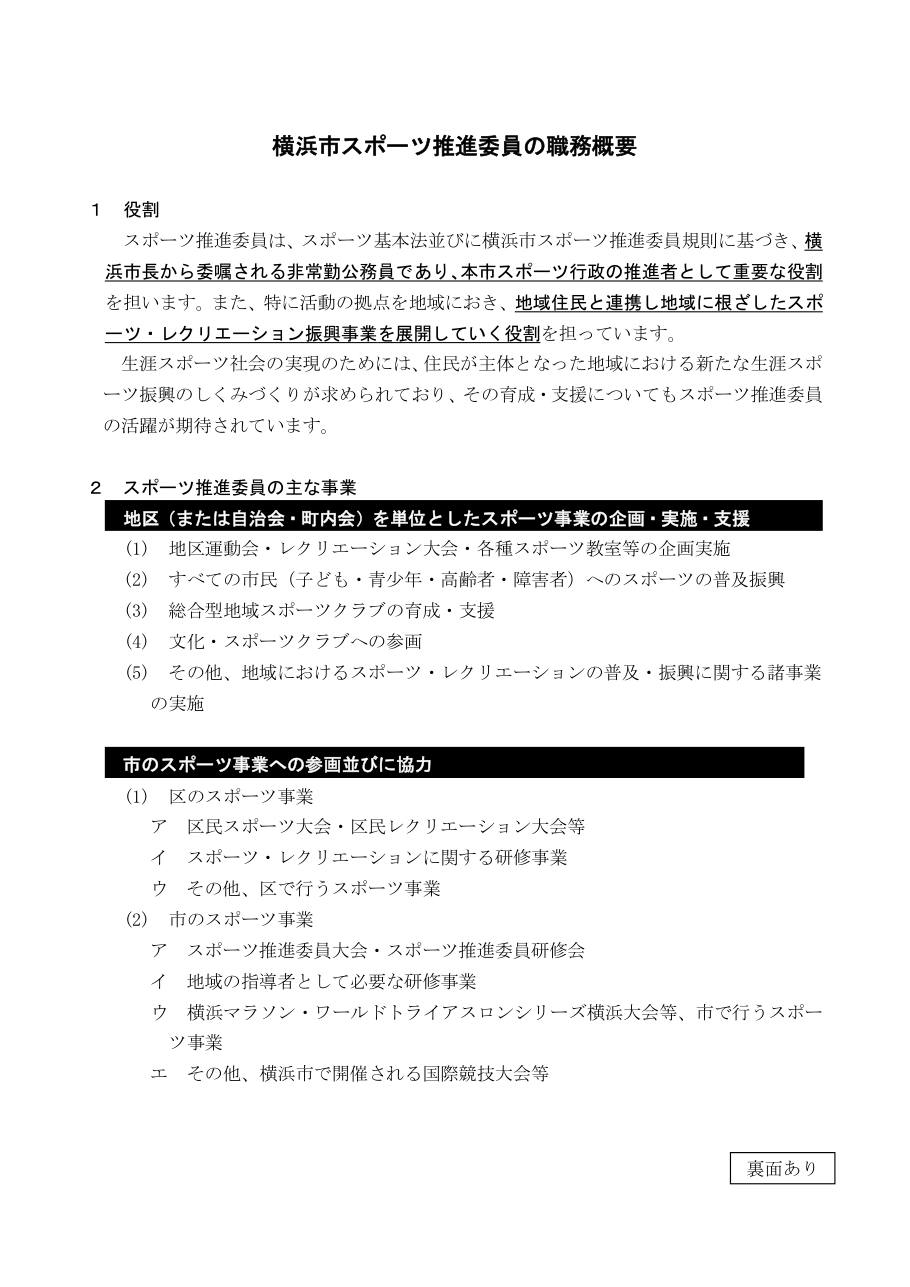 横浜市スポーツ推進委員の職務概要
１　役割
スポーツ推進委員は、スポーツ基本法並びに横浜市スポーツ推進委員規則に基づき、横
浜市長から委嘱される非常勤公務員であり、本市スポーツ行政の推進者として重要な役割
を担います。また、特に活動の拠点を地域におき、地域住民と連携し地域に根ざしたスポ
ーツ・レクリエーション振興事業を展開していく役割を担っています。
生涯スポーツ社会の実現のためには、住民が主体となった地域における新たな生涯スポ
ーツ振興のしくみづくりが求められており、その育成・支援についてもスポーツ推進委員
の活躍が期待されています。
２　スポーツ推進委員の主な事業
地区（または自治会・町内会）を単位としたスポーツ事業の企画・実施・支援
(1)　地区運動会・レクリエーション大会・各種スポーツ教室等の企画実施
(2)　すべての市民（子ども・青少年・高齢者・障害者）へのスポーツの普及振興
(3)　総合型地域スポーツクラブの育成・支援
(4)　文化・スポーツクラブへの参画
(5)　その他、地域におけるスポーツ・レクリエーションの普及・振興に関する諸事業
の実施
市のスポーツ事業への参画並びに協力
(1)　区のスポーツ事業
ア　区民スポーツ大会・区民レクリエーション大会等
イ　スポーツ・レクリエーションに関する研修事業
ウ　その他、区で行うスポーツ事業
(2)　市のスポーツ事業
ア　スポーツ推進委員大会・スポーツ推進委員研修会
イ　地域の指導者として必要な研修事業
ウ　横浜マラソン・ワールドトライアスロンシリーズ横浜大会等、市で行うスポー
ツ事業
エ　その他、横浜市で開催される国際競技大会等
裏面あり